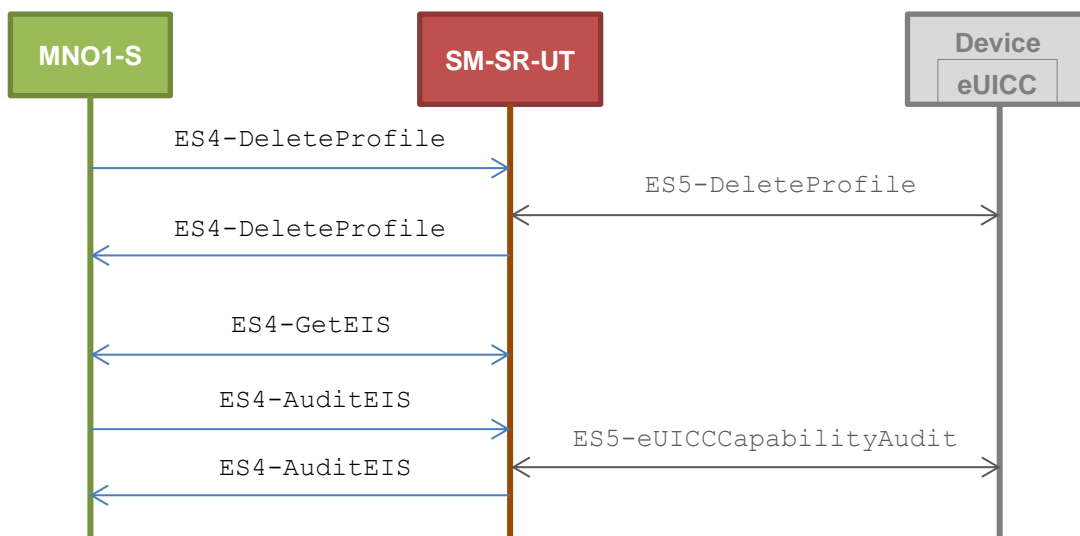 MNO1-S
SM-SR-UT
Device
eUICC
ES4-DeleteProfile
ES5-DeleteProfile
ES4-DeleteProfile
ES4-GetEIS
ES4-AuditEIS
ES5-eUICCCapabilityAudit
ES4-AuditEIS